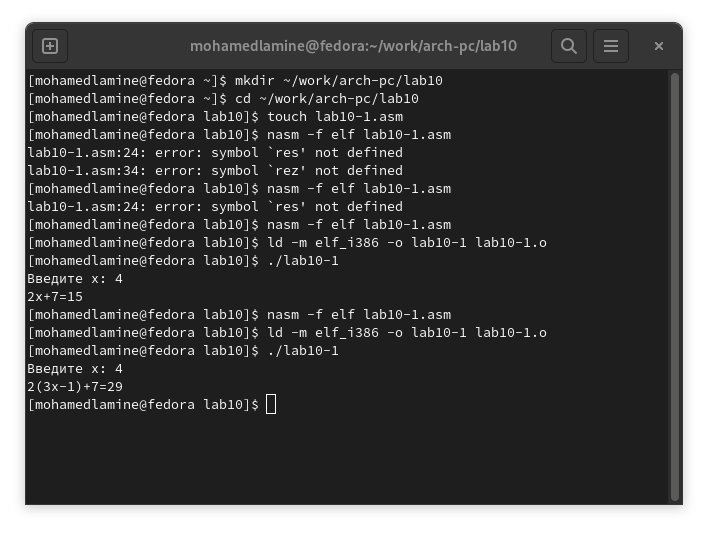 mohamedlamine@fedora:~/work/arch-pc/lab10
[mohamedlamine@fedora ~]$ mkdir ~/work/arch-pc/lab10
[mohamedlamine@fedora ~]$ cd ~/work/arch-pc/lab10
[mohamedlamine@fedora lab10]$ touch lab10-1.asm
[mohamedlamine@fedora lab10]$ nasm -f elf lab10-1.asm
lab10-1.asm:24: error: symbol `res' not defined
lab10-1.asm:34: error: symbol `rez' not defined
[mohamedlamine@fedora lab10]$ nasm -f elf lab10-1.asm
lab10-1.asm:24: error: symbol `res' not defined
[mohamedlamine@fedora lab10]$ nasm -f elf lab10-1.asm
[mohamedlamine@fedora lab10]$ ld -m elf_i386 -o lab10-1 lab10-1.o
[mohamedlamine@fedora lab10]$ ./lab10-1
Введите x: 4
2x+7=15
[mohamedlamine@fedora lab10]$ nasm -f elf lab10-1.asm
[mohamedlamine@fedora lab10]$ ld -m elf_i386 -o lab10-1 lab10-1.o
[mohamedlamine@fedora lab10]$ ./lab10-1
Введите x: 4
2(3x-1)+7=29
[mohamedlamine@fedora lab10]$